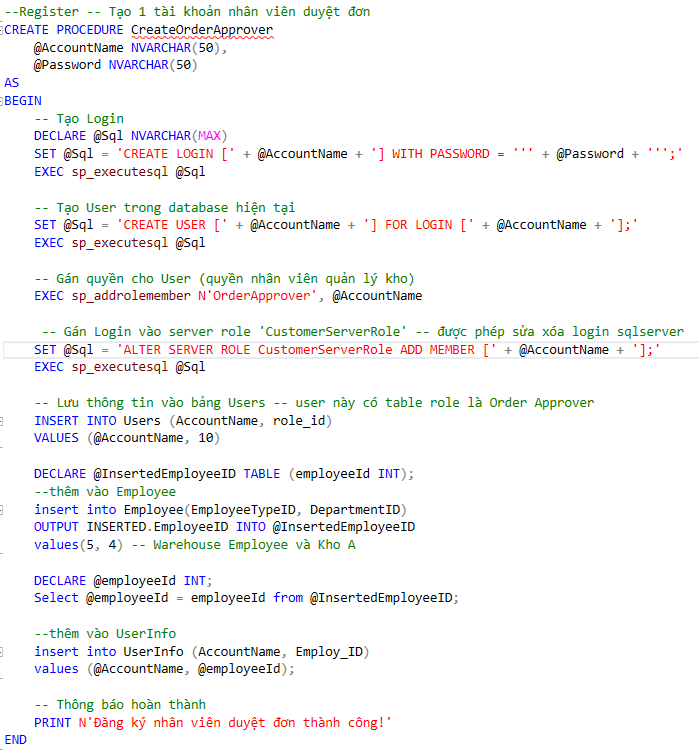 --Register -- Tạo 1 tài khoản nhân viên duyệt đơn
CREATE PROCEDURE CreateOrderApprover
@AccountName NVARCHAR(50),
@Password NVARCHAR(50)
AS
BEGIN
-- Tạo Login
DECLARE @Sql NVARCHAR(MAX)
SET @Sql = 'CREATE LOGIN [' + @AccountName + '] WITH PASSWORD = ''' + @Password + ''';'
EXEC sp_executesql @Sql
-- Tạo User trong database hiện tại
SET @Sql = 'CREATE USER [' + @AccountName + '] FOR LOGIN [' + @AccountName + '];'
EXEC sp_executesql @Sql
-- Gán quyền cho User (quyền nhân viên quản lý kho)
EXEC sp_addrolemember N'OrderApprover', @AccountName
-- Gán Login vào server role 'CustomerServerRole' -- được phép sửa xóa login sqlserver
SET @Sql = 'ALTER SERVER ROLE CustomerServerRole ADD MEMBER [' + @AccountName + '];'
EXEC sp_executesql @Sql
-- Lưu thông tin vào bảng Users -- user này có table role là Order Approver
INSERT INTO Users (AccountName, role_id)
VALUES (@AccountName, 10)
DECLARE @InsertedEmployeeID TABLE (employeeId INT);
--thêm vào Employee
insert into Employee(EmployeeTypeID, DepartmentID)
OUTPUT INSERTED.EmployeeID INTO @InsertedEmployeeID
values(5, 4) -- Warehouse Employee và Kho A
DECLARE @employeeId INT;
Select @employeeId = employeeId from @InsertedEmployeeID;
--thêm vào UserInfo
insert into UserInfo (AccountName, Employ_ID)
values (@AccountName, @employeeId);
-- Thông báo hoàn thành
PRINT N'Đăng ký nhân viên duyệt đơn thành công!'
END